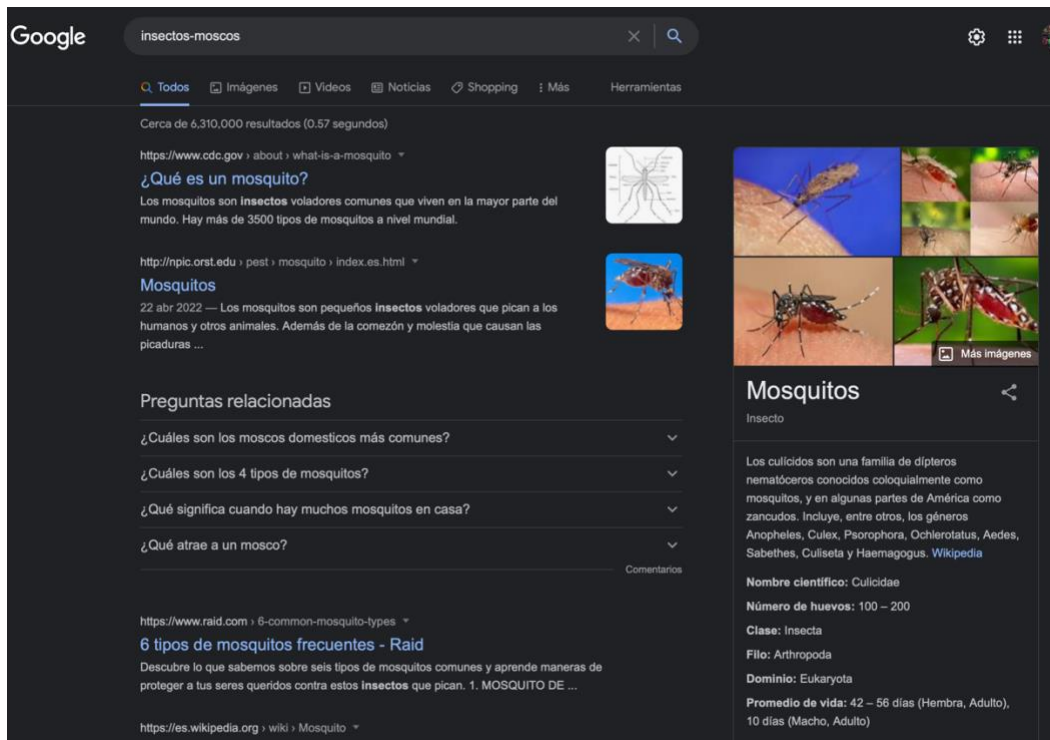 Google
insectos-moscos
Todos Imágenes Videos Noticias Shopping Más Herramientas
Cerca de 6,310,000 resultados (0.57 segundos)
https://www.cdc.gov › about › what-is-a-mosquito
¿Qué es un mosquito?
Los mosquitos son insectos voladores comunes que viven en la mayor parte del
mundo. Hay más de 3500 tipos de mosquitos a nivel mundial.
http://npic.orst.edu › pest › mosquito › index.es.html
Mosquitos
22 abr 2022 — Los mosquitos son pequeños insectos voladores que pican a los
humanos y otros animales. Además de la comezón y molestia que causan las
picaduras ...
Preguntas relacionadas
¿Cuáles son los moscos domesticos más comunes?
¿Cuáles son los 4 tipos de mosquitos?
¿Qué significa cuando hay muchos mosquitos en casa?
¿Qué atrae a un mosco?
Comentarios
https://www.raid.com › 6-common-mosquito-types
6 tipos de mosquitos frecuentes - Raid
Descubre lo que sabemos sobre seis tipos de mosquitos comunes y aprende maneras de
proteger a tus seres queridos contra estos insectos que pican. 1. MOSQUITO DE ...
https://es.wikipedia.org › wiki › Mosquito
Más imágenes
Mosquitos
Insecto
Los culícidos son una familia de dípteros
nematóceros conocidos coloquialmente como
mosquitos, y en algunas partes de América como
zancudos. Incluye, entre otros, los géneros
Anopheles, Culex, Psorophora, Ochlerotatus, Aedes,
Sabethes, Culiseta y Haemagogus. Wikipedia
Nombre científico: Culicidae
Número de huevos: 100 – 200
Clase: Insecta
Filo: Arthropoda
Dominio: Eukaryota
Promedio de vida: 42 – 56 días (Hembra, Adulto),
10 días (Macho, Adulto)